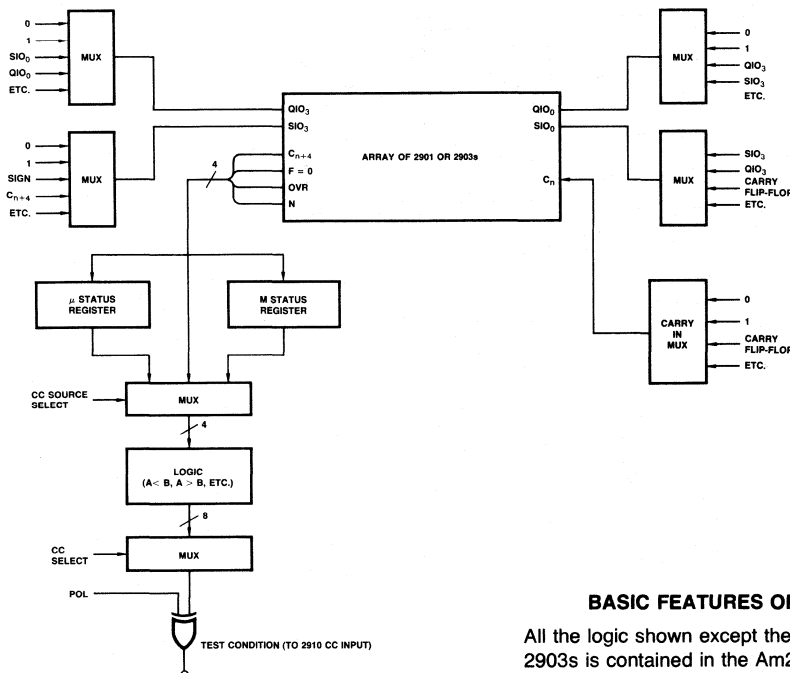 0
1
SIO₀
QIO₀
ETC.
MUX
0
1
SIGN
Cₙ₊₄
ETC.
MUX
QIO₃
SIO₃
Cₙ₊₄
F = 0
OVR
N
4
ARRAY OF 2901 OR 2903s
QIO₀
SIO₀
Cₙ
MUX
0
1
QIO₃
SIO₃
ETC.
MUX
SIO₃
QIO₃
CARRY
FLIP-FLOP
ETC.
CARRY
IN
MUX
0
1
CARRY
FLIP-FLOP
ETC.
μ STATUS
REGISTER
M STATUS
REGISTER
CC SOURCE
SELECT
MUX
4
LOGIC
(A< B, A > B, ETC.)
8
CC
SELECT
MUX
POL
TEST CONDITION (TO 2910 CC INPUT)
BASIC FEATURES
All the logic shown except the
2903s is contained in the